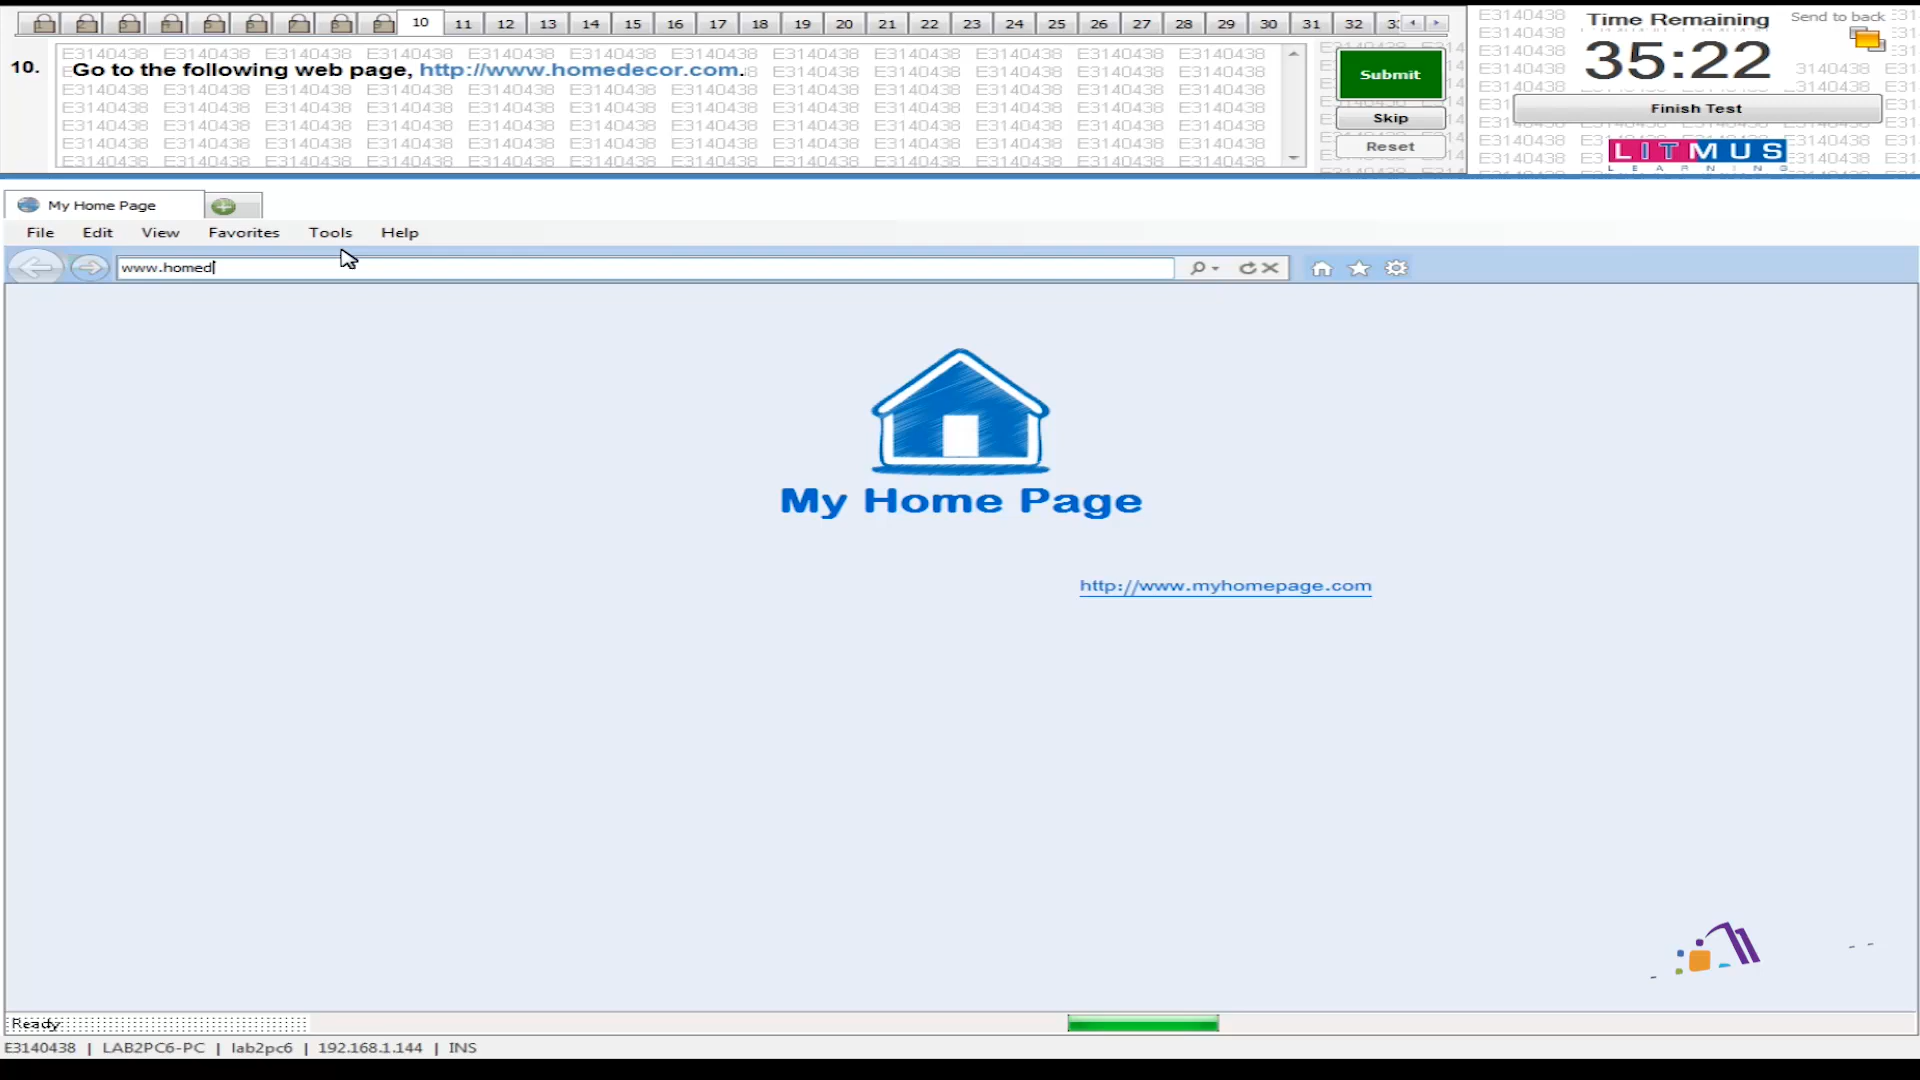 10 11 12 13 14 15 16 17 18 19 20 21 22 23 24 25 26 27 28 29 30 31 32
10. Go to the following web page, http://www.homedecor.com.
E3140438
Submit
Skip
Reset
Time Remaining
Send to back
35:22
Finish Test
LITMUS
LEARNING
My Home Page
File Edit View Favorites Tools Help
www.homed
My Home Page
http://www.myhomepage.com
Ready
E3140438 | LAB2PC6-PC | lab2pc6 | 192.168.1.144 | INS